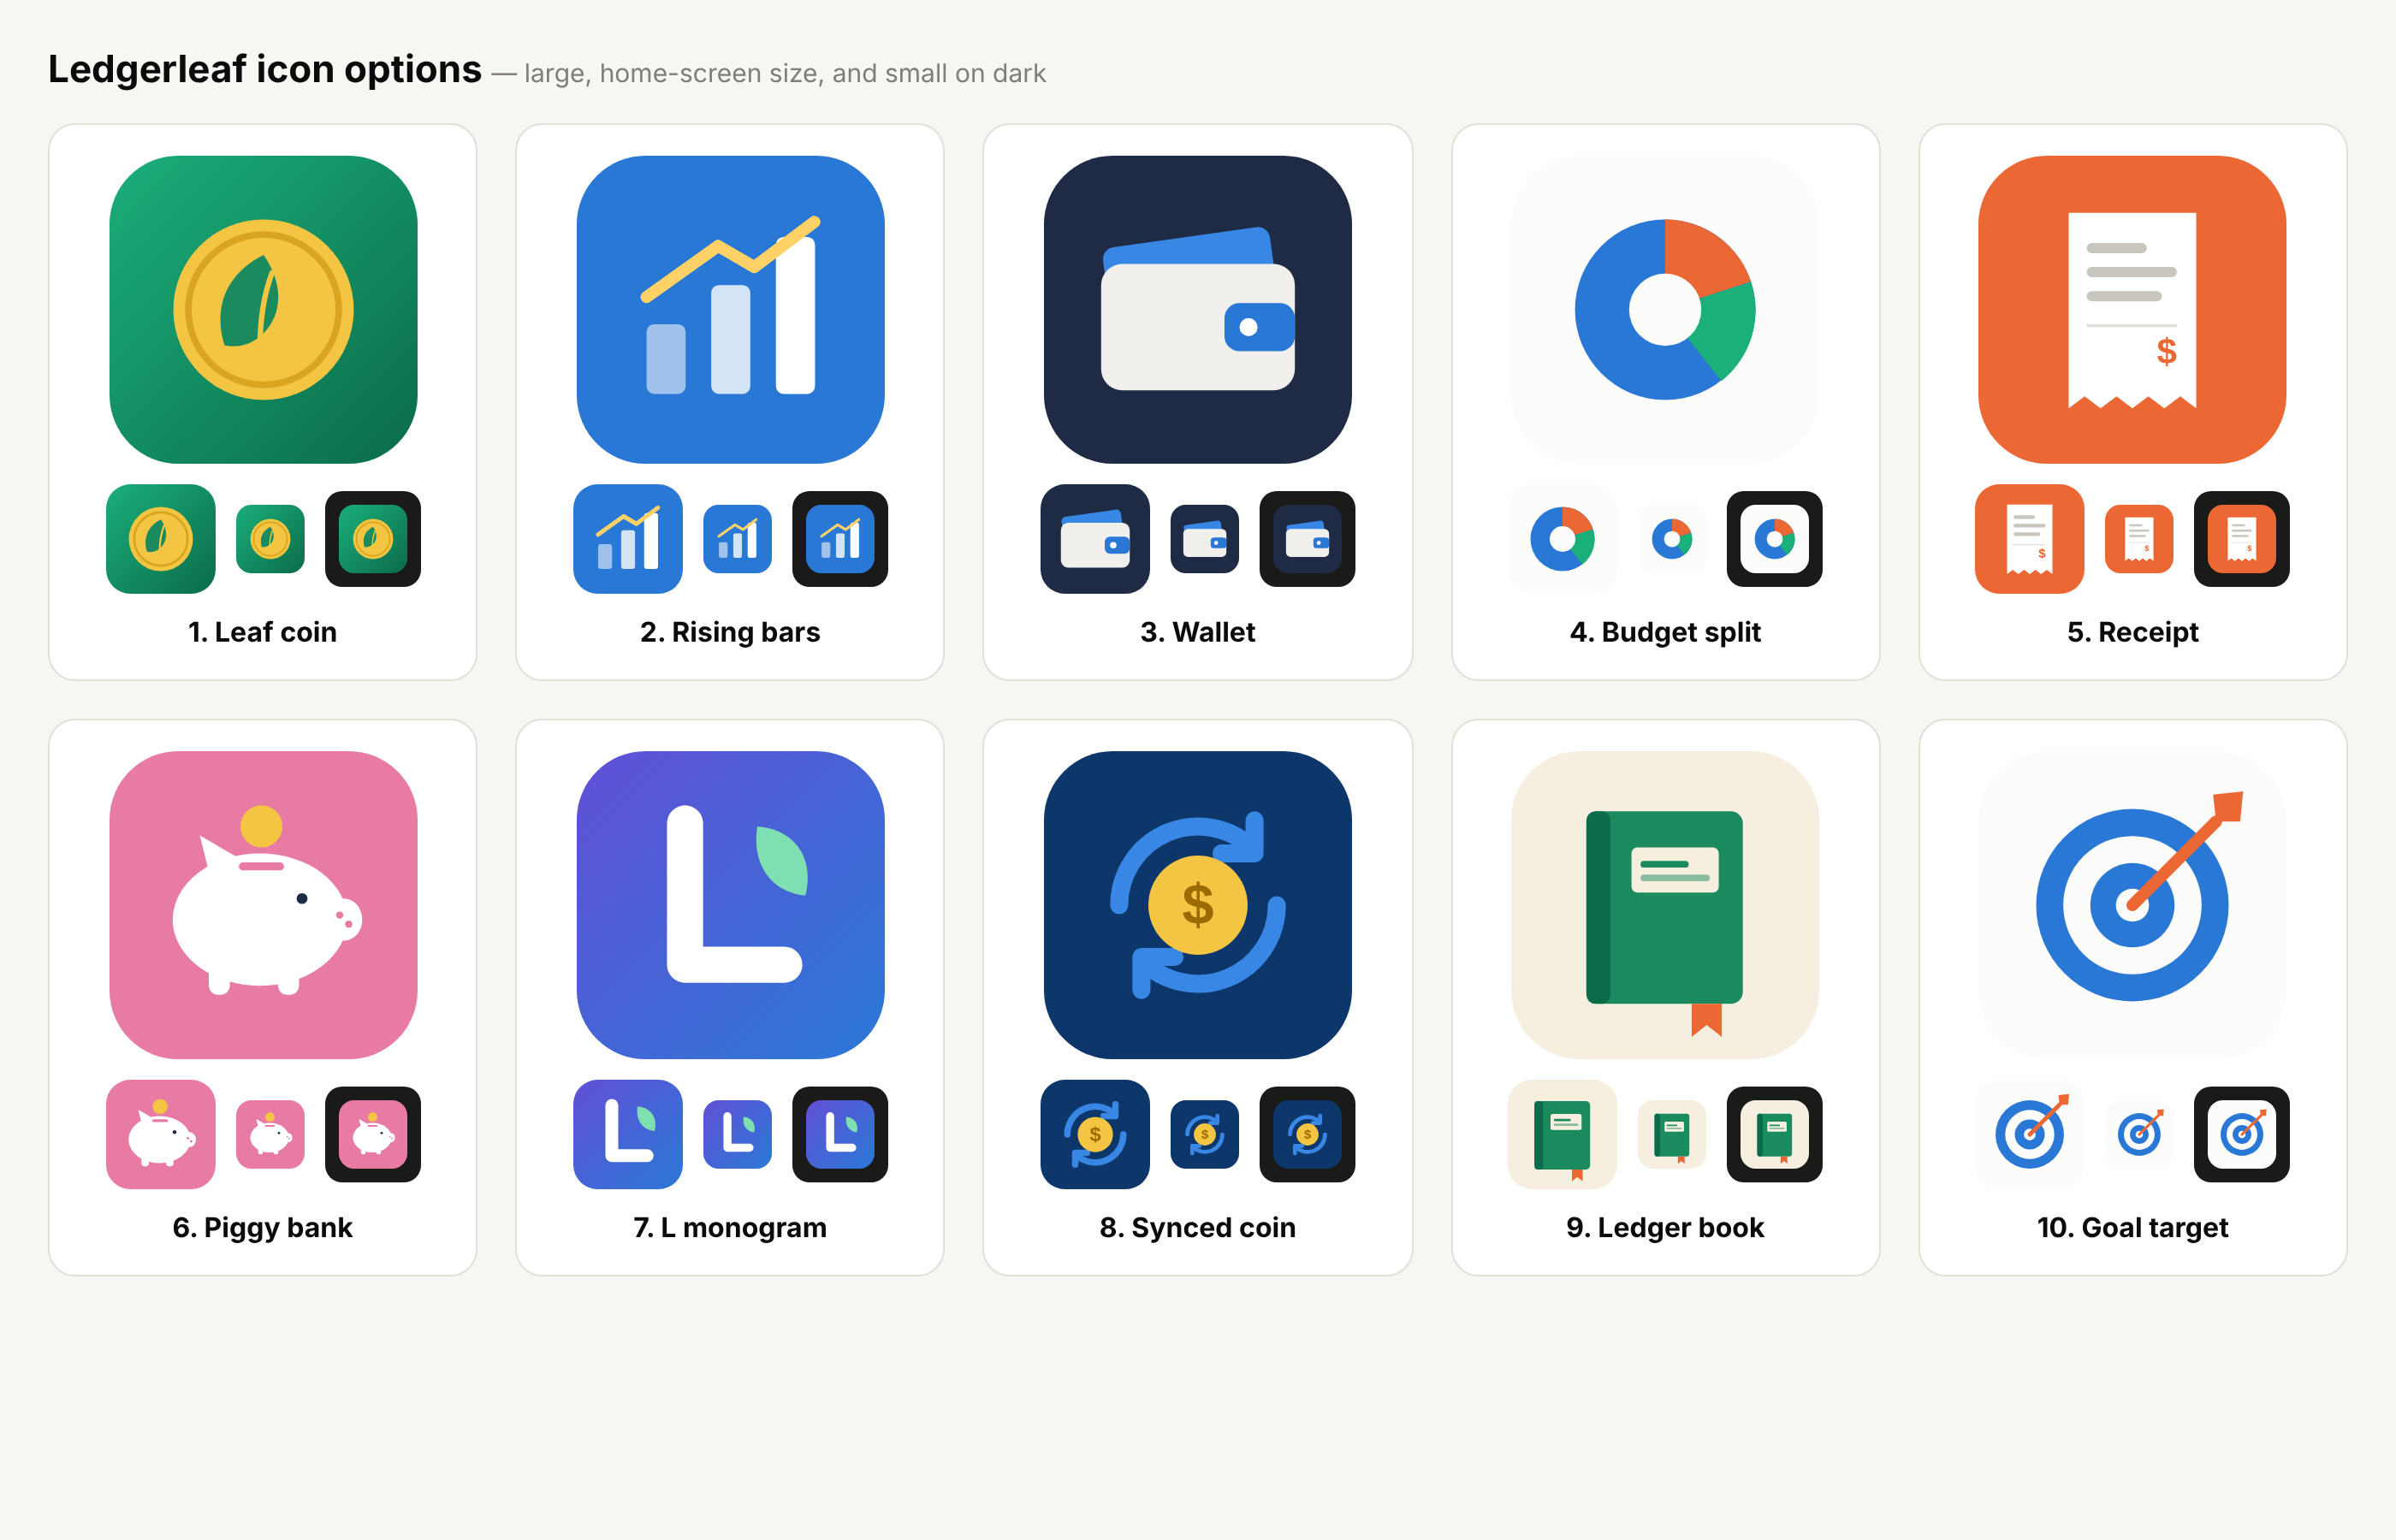 Ledgerleaf icon options — large, home-screen size, and small on dark
$
$ $ $
1. Leaf coin
2. Rising bars
3. Wallet
4. Budget split
5. Receipt
L
$
L L L
$ $ $
6. Piggy bank
7. L monogram
8. Synced coin
9. Ledger book
10. Goal target